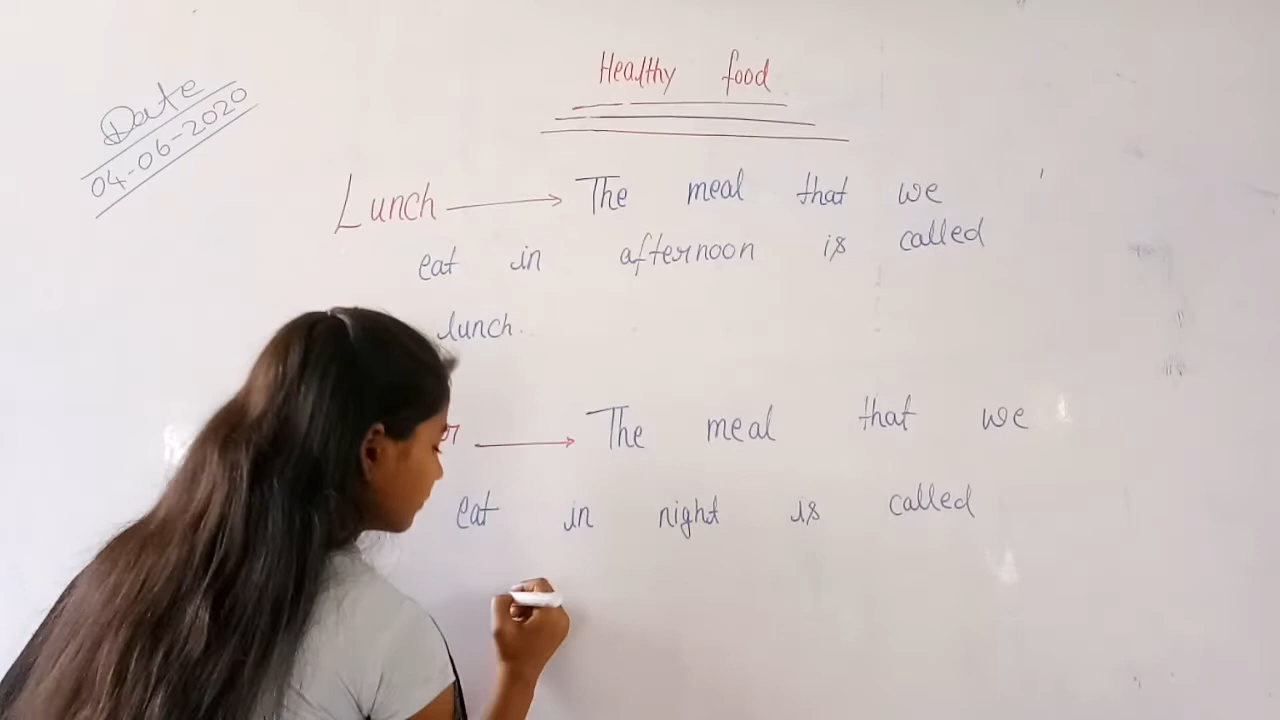 Healthy food
Date
04-06-2020
Lunch → The meal that we
eat in afternoon is called
lunch.
→ The meal that we
eat in night is called